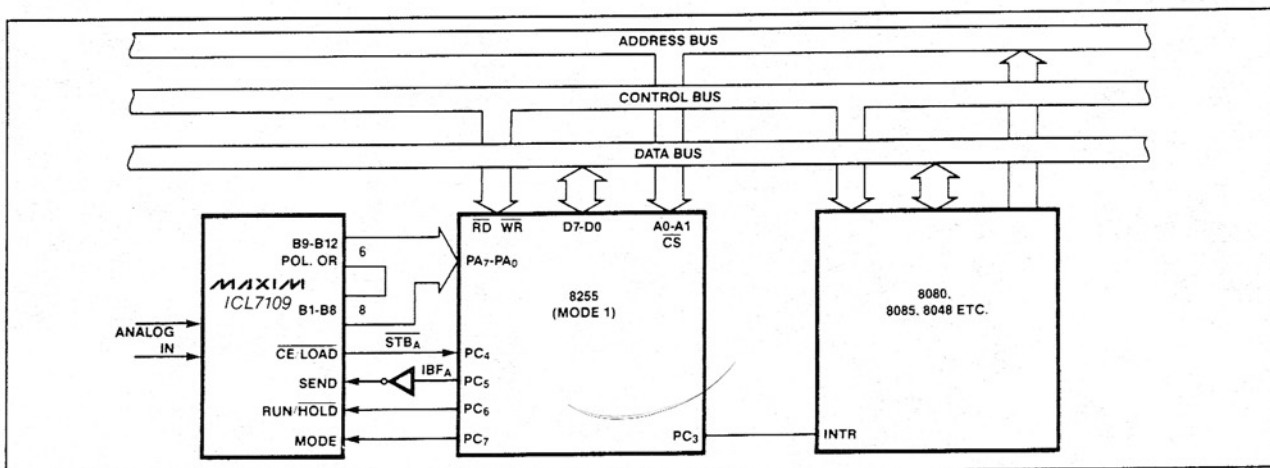 ADDRESS BUS
CONTROL BUS
DATA BUS
ANALOG
IN
B9-B12
POL. OR
6
MAXIM
ICL7109
B1-B8
8
CE/LOAD
SEND
RUN/HOLD
MODE
STBA
IBFA
RD WR
D7-D0
A0-A1
CS
PA7-PA0
8255
(MODE 1)
PC4
PC5
PC6
PC7
PC3
8080,
8085, 8048 ETC.
INTR